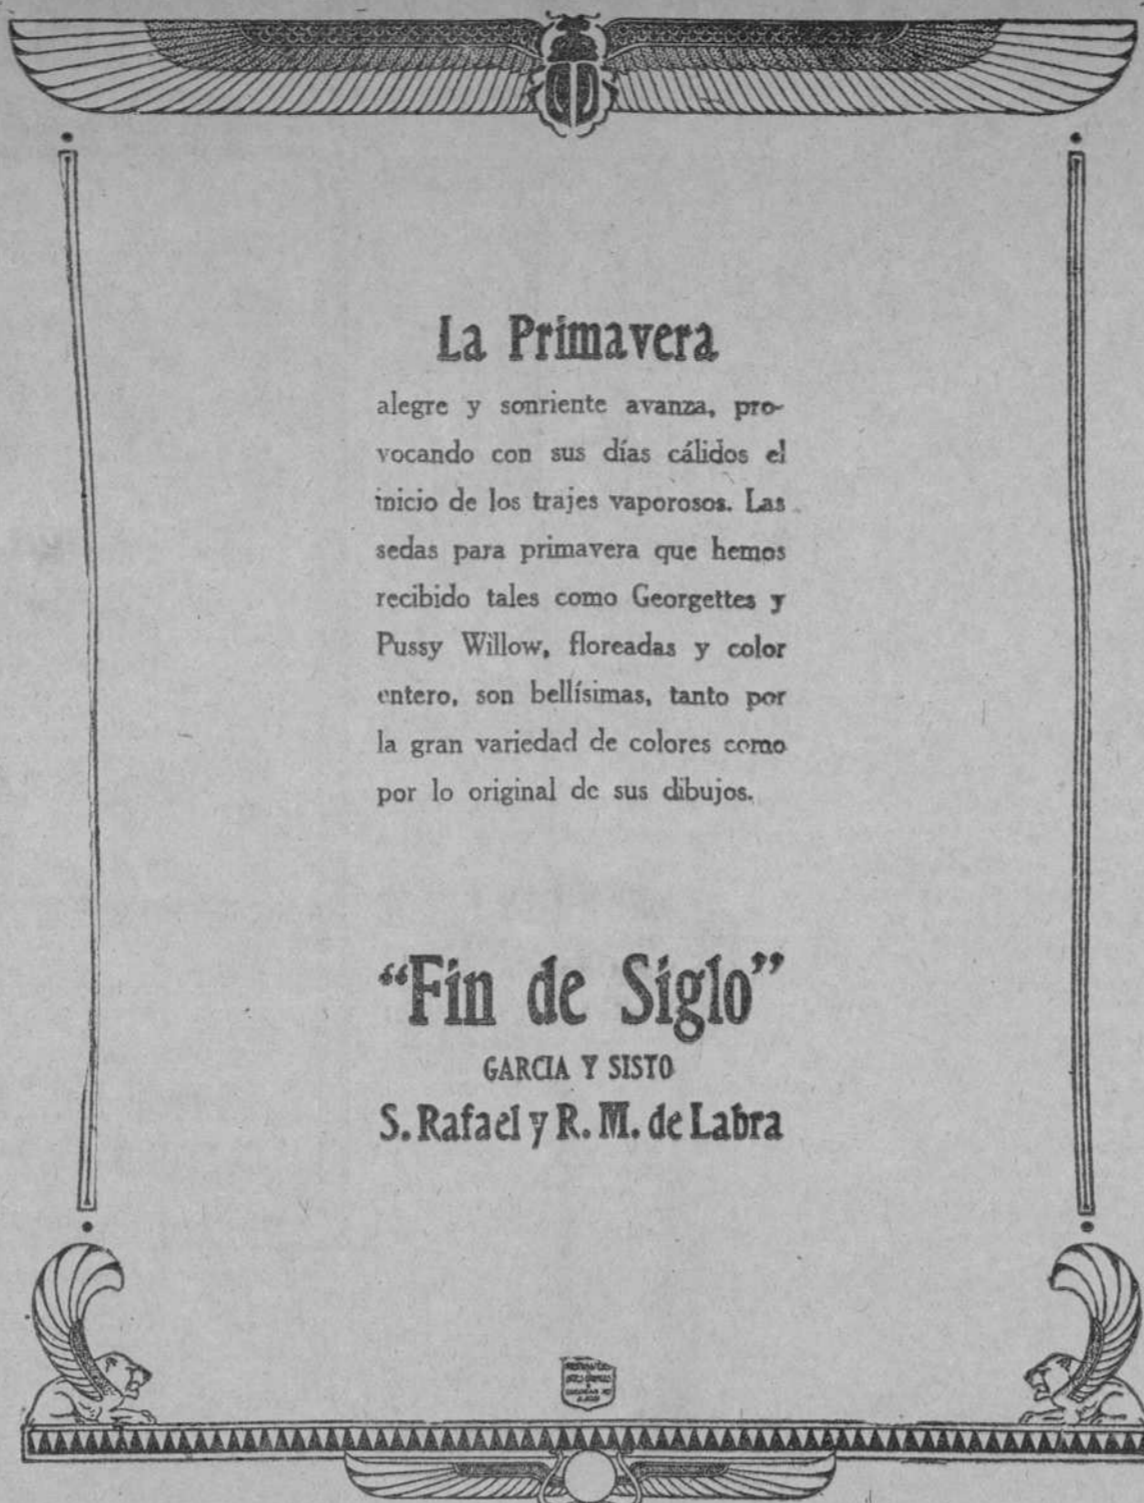 La Primavera
alegre y sonriente avanza, pro-
vocando con sus días cálidos el
inicio de los trajes vaporosos. Las
sedas para primavera que hemos
recibido tales como Georgettes y
Pussy Willow, floreadas y color
entero, son bellísimas, tanto por
la gran variedad de colores como
por lo original de sus dibujos.
“Fin de Siglo”
GARCIA Y SISTO
S. Rafael y R. M. de Labra